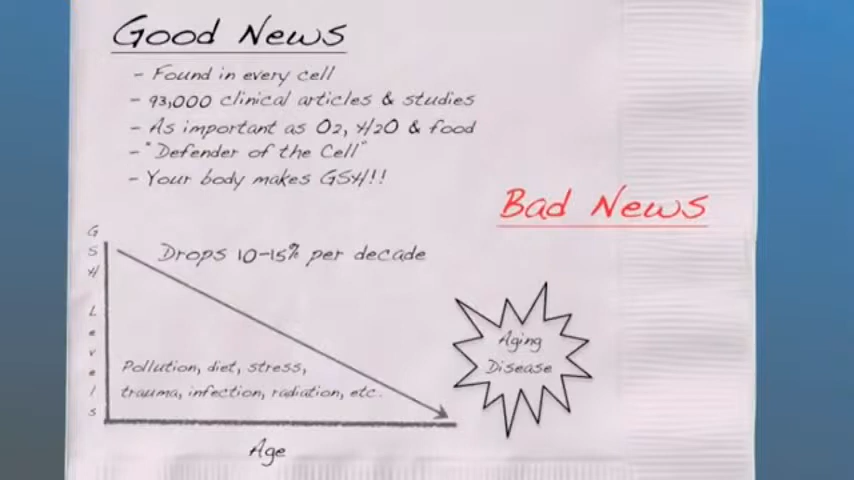 Good News
- Found in every cell
- 93,000 clinical articles & studies
- As important as O2, H2O & food
- "Defender of the Cell"
- Your body makes GSH!!
Bad News
GSH Levels
Drops 10-15% per decade
Aging
Disease
Pollution, diet, stress,
trauma, infection, radiation, etc.
Age